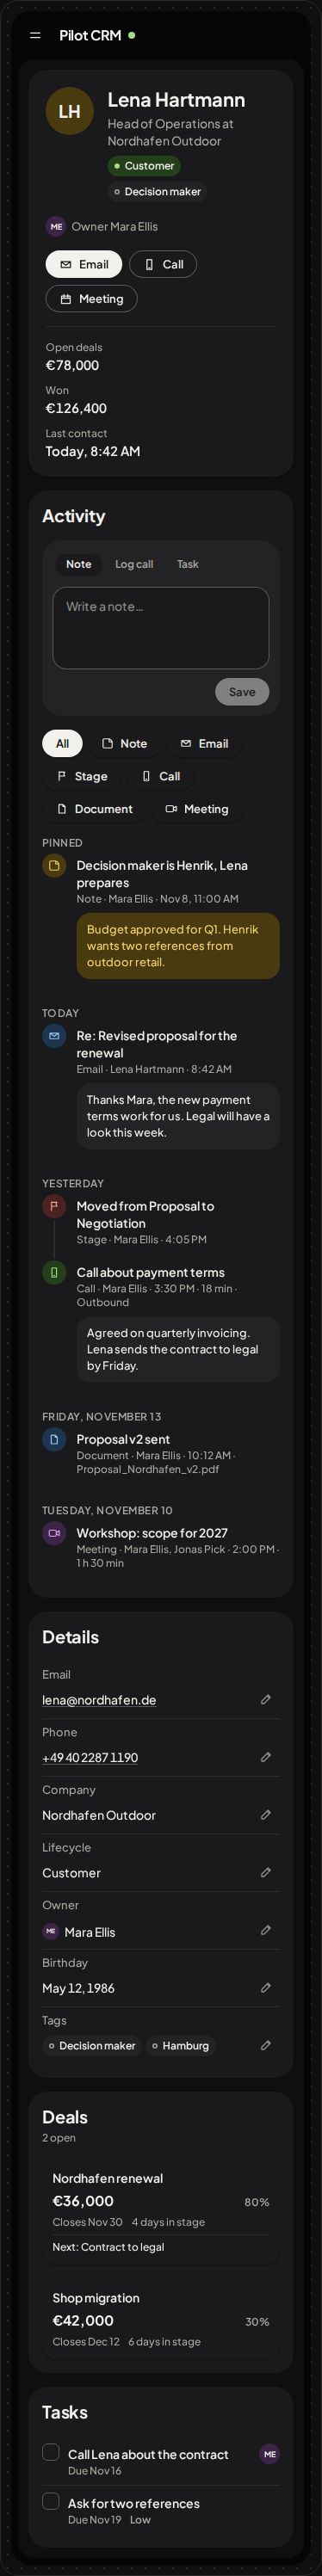 Pilot CRM
LH
Lena Hartmann
Head of Operations at
Nordhafen Outdoor
Customer
Decision maker
ME Owner Mara Ellis
Email
Call
Meeting
Open deals
€78,000
Won
€126,400
Last contact
Today, 8:42 AM
Activity
Note Log call Task
Write a note…
Save
All Note Email
Stage Call
Document Meeting
PINNED
Decision maker is Henrik, Lena
prepares
Note · Mara Ellis · Nov 8, 11:00 AM
Budget approved for Q1. Henrik
wants two references from
outdoor retail.
TODAY
Re: Revised proposal for the
renewal
Email · Lena Hartmann · 8:42 AM
Thanks Mara, the new payment
terms work for us. Legal will have a
look this week.
YESTERDAY
Moved from Proposal to
Negotiation
Stage · Mara Ellis · 4:05 PM
Call about payment terms
Call · Mara Ellis · 3:30 PM · 18 min ·
Outbound
Agreed on quarterly invoicing.
Lena sends the contract to legal
by Friday.
FRIDAY, NOVEMBER 13
Proposal v2 sent
Document · Mara Ellis · 10:12 AM ·
Proposal_Nordhafen_v2.pdf
TUESDAY, NOVEMBER 10
Workshop: scope for 2027
Meeting · Mara Ellis, Jonas Pick · 2:00 PM ·
1 h 30 min
Details
Email
lena@nordhafen.de
Phone
+49 40 2287 1190
Company
Nordhafen Outdoor
Lifecycle
Customer
Owner
ME Mara Ellis
Birthday
May 12, 1986
Tags
Decision maker Hamburg
Deals
2 open
Nordhafen renewal
€36,000 80%
Closes Nov 30 4 days in stage
Next: Contract to legal
Shop migration
€42,000 30%
Closes Dec 12 6 days in stage
Tasks
Call Lena about the contract ME
Due Nov 16
Ask for two references
Due Nov 19 Low